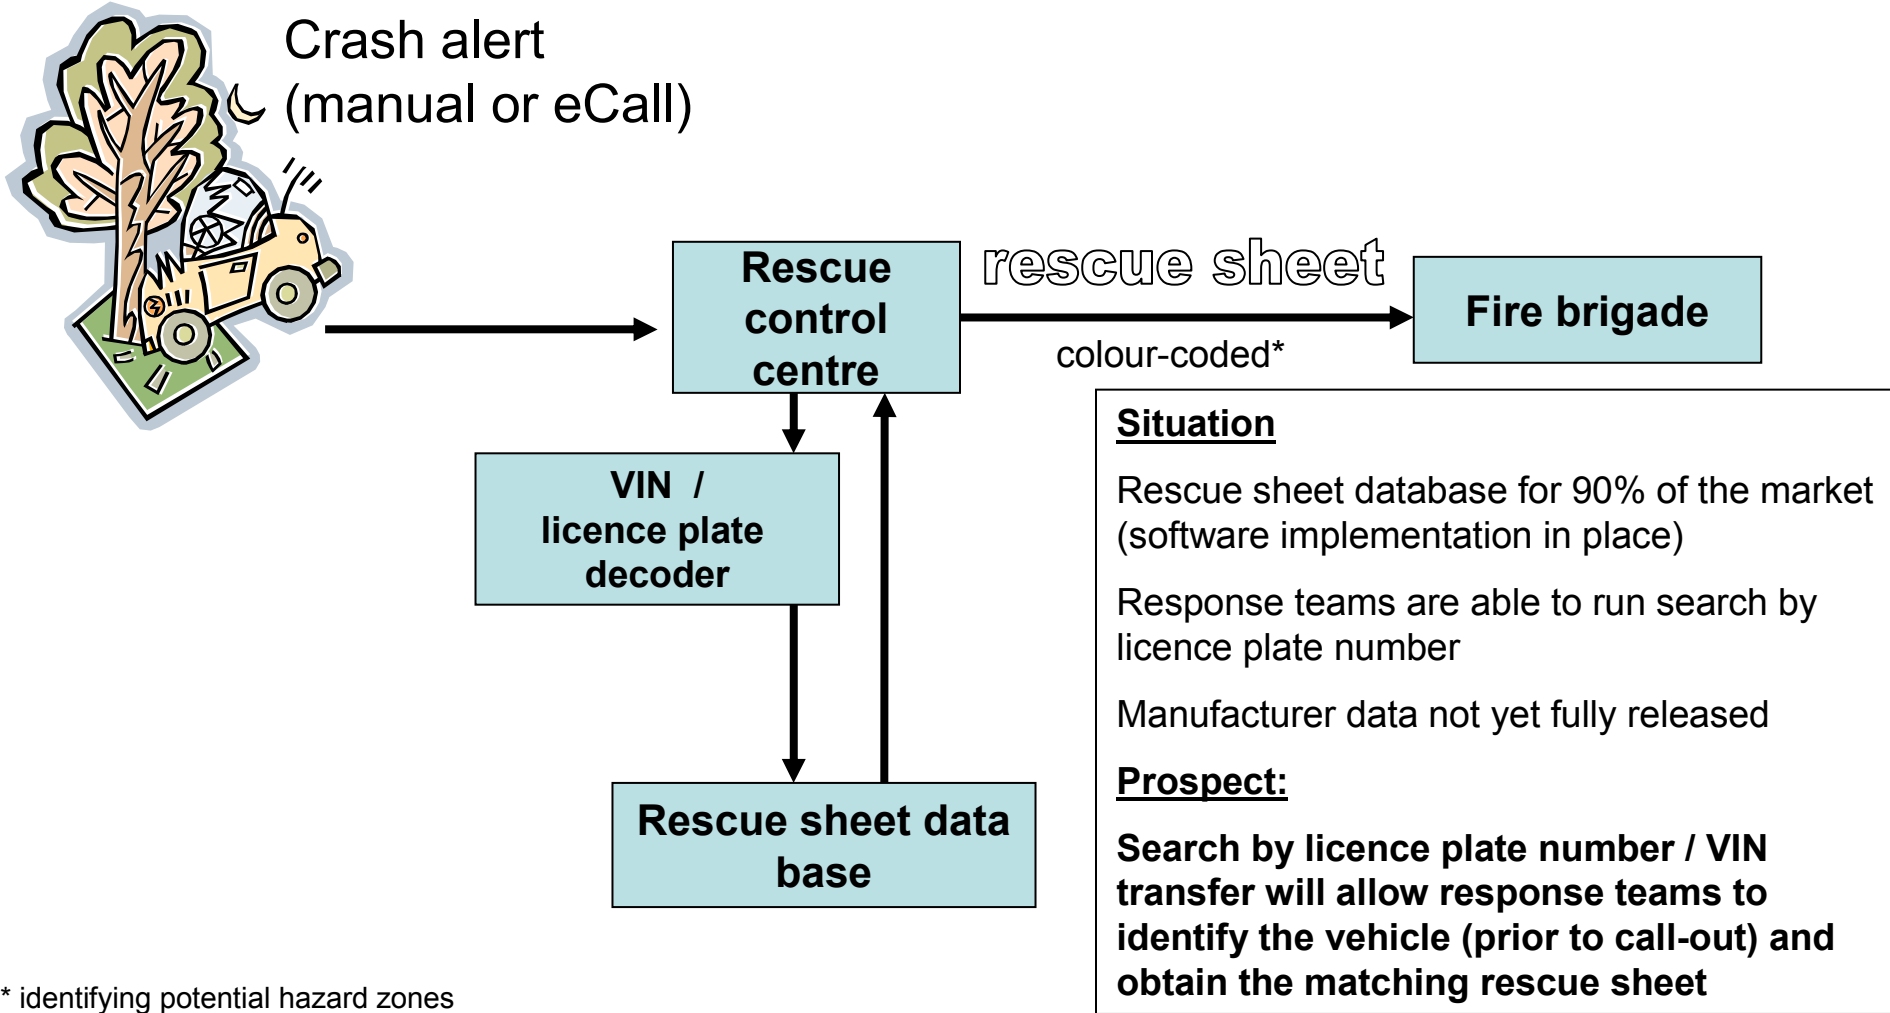 Crash alert
(manual or eCall)
Rescue
control
centre
rescue sheet
colour-coded*
Fire brigade
VIN /
licence plate
decoder
Rescue sheet data
base
Situation
Rescue sheet database for 90% of the market
(software implementation in place)
Response teams are able to run search by
licence plate number
Manufacturer data not yet fully released
Prospect:
Search by licence plate number / VIN
transfer will allow response teams to
identify the vehicle (prior to call-out) and
obtain the matching rescue sheet
* identifying potential hazard zones